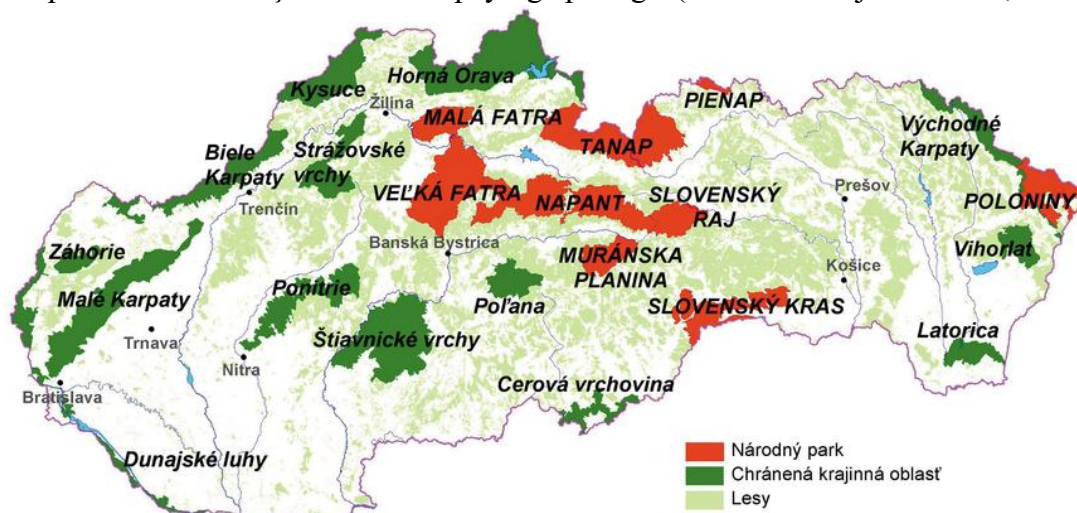 Horná Orava
Kysuce
Žilina
PIENAP
MALÁ FATRA
Východné
Karpaty
TANAP
Strážovské
vrchy
Biele
Karpaty
Trenčín
VEĽKÁ FATRA
NAPANT
SLOVENSKÝ
RAJ
Prešov
POLONINY
Záhorie
Banská Bystrica
MURÁNSKA
PLANINA
Vihorlat
Košice
Malé Karpaty
Ponitrie
Poľana
SLOVENSKÝ KRAS
Trnava
Štiavnické vrchy
Latorica
Nitra
Bratislava
Cerová vrchovina
Dunajské luhy
Národný park
Chránená krajinná oblasť
Lesy